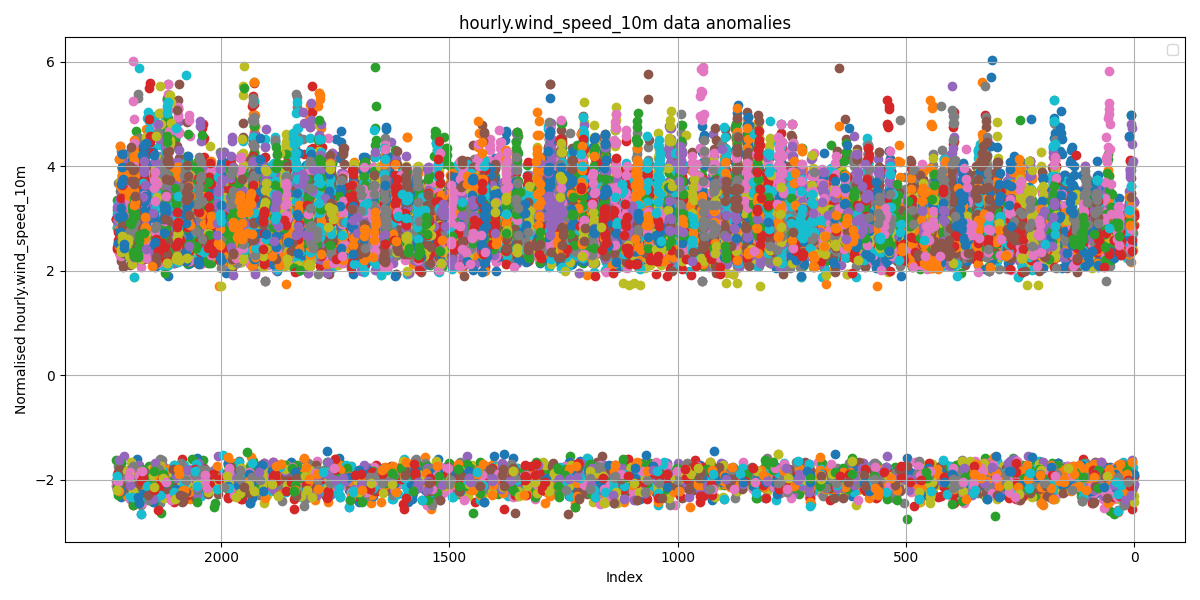 hourly.wind_speed_10m data anomalies
Normalised hourly.wind_speed_10m
6
4
2
0
−2
2000 1500 1000 500 0
Index